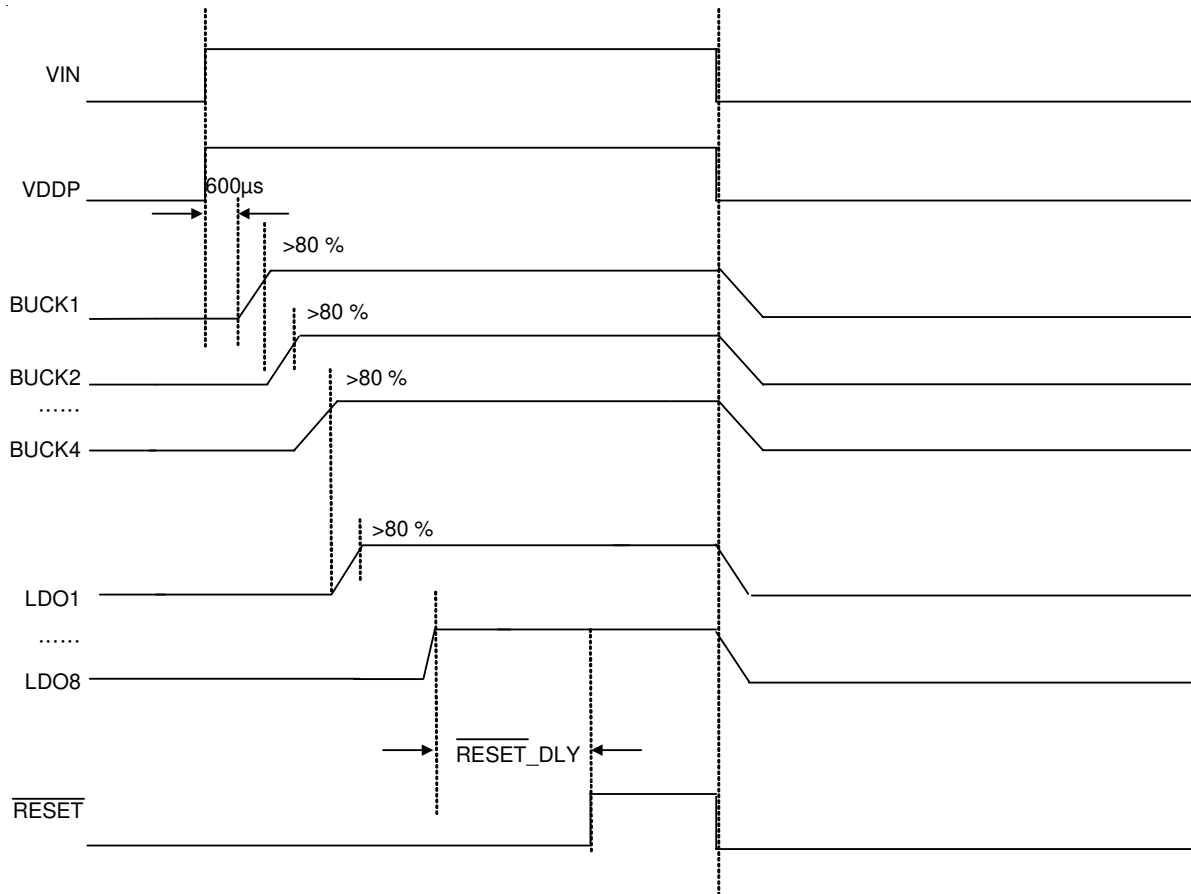 VIN
VDDP
600µs
>80 %
BUCK1
>80 %
BUCK2
......
>80 %
BUCK4
>80 %
LDO1
......
LDO8
RESET_DLY
RESET